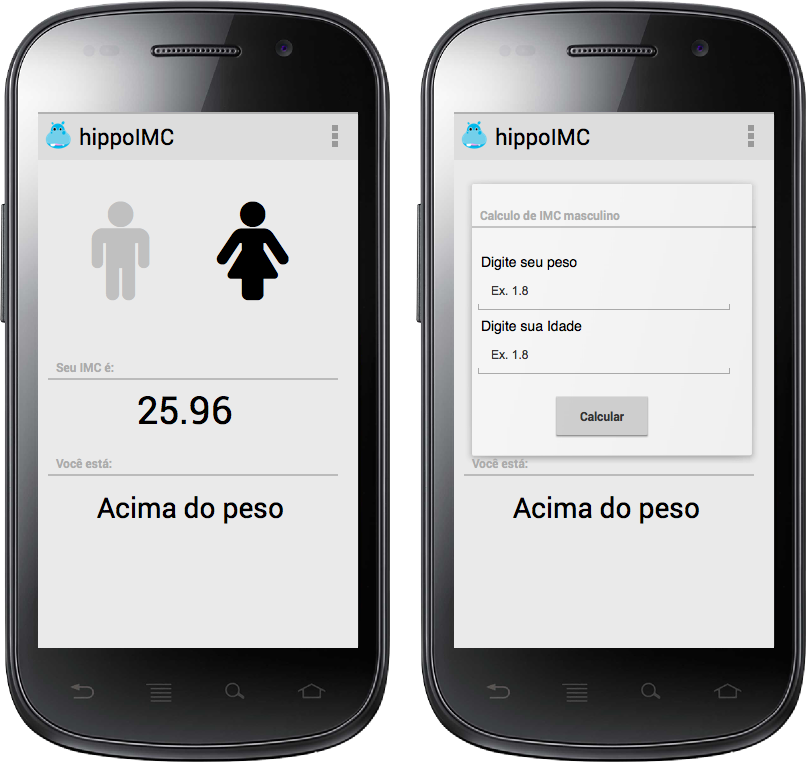 hippoIMC
Seu IMC é:
25.96
Você está:
Acima do peso
hippoIMC
Calculo de IMC masculino
Digite seu peso
Ex. 1.8
Digite sua Idade
Ex. 1.8
Calcular
Você está:
Acima do peso